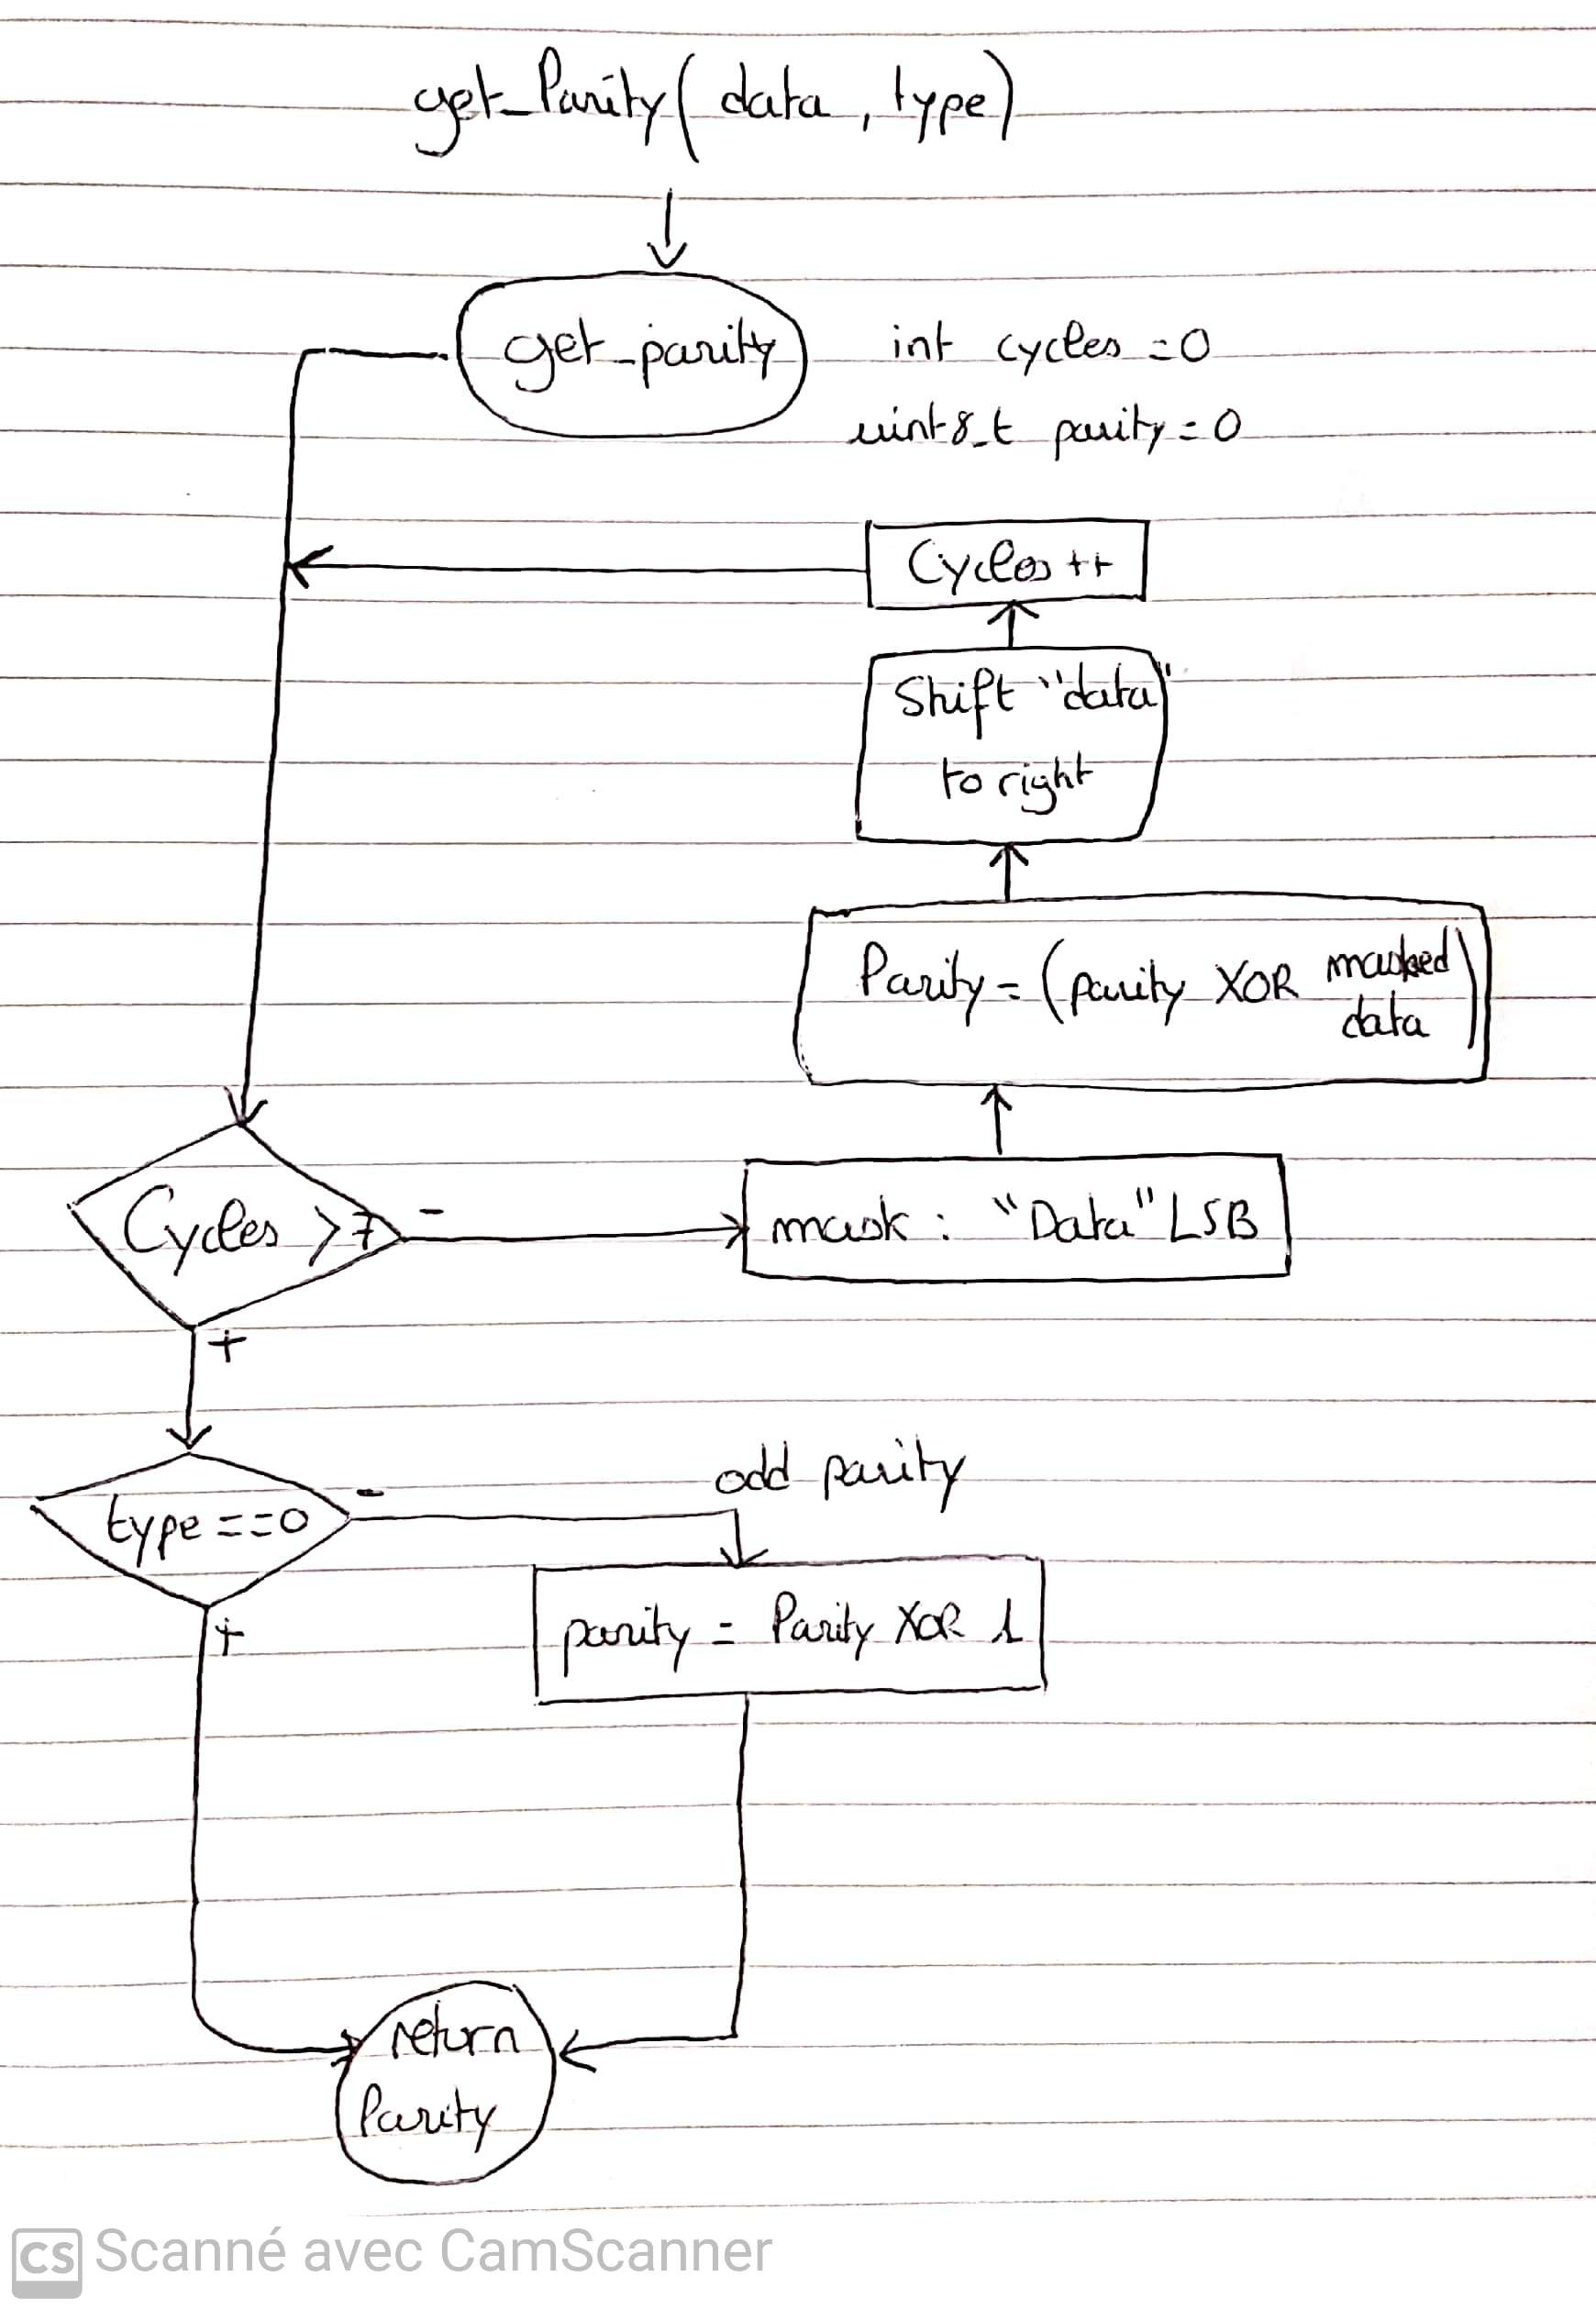 get_Parity( data , type)
get_parity
int cycles =0
uint8_t parity = 0
Cycles ++
Shift "data"
to right
Parity = (parity XOR masked
data)
Cycles > 7
-
mask : "Data" LSB
+
type ==0
-
odd parity
+
parity = Parity XOR 1
return
Parity
CS Scanné avec CamScanner